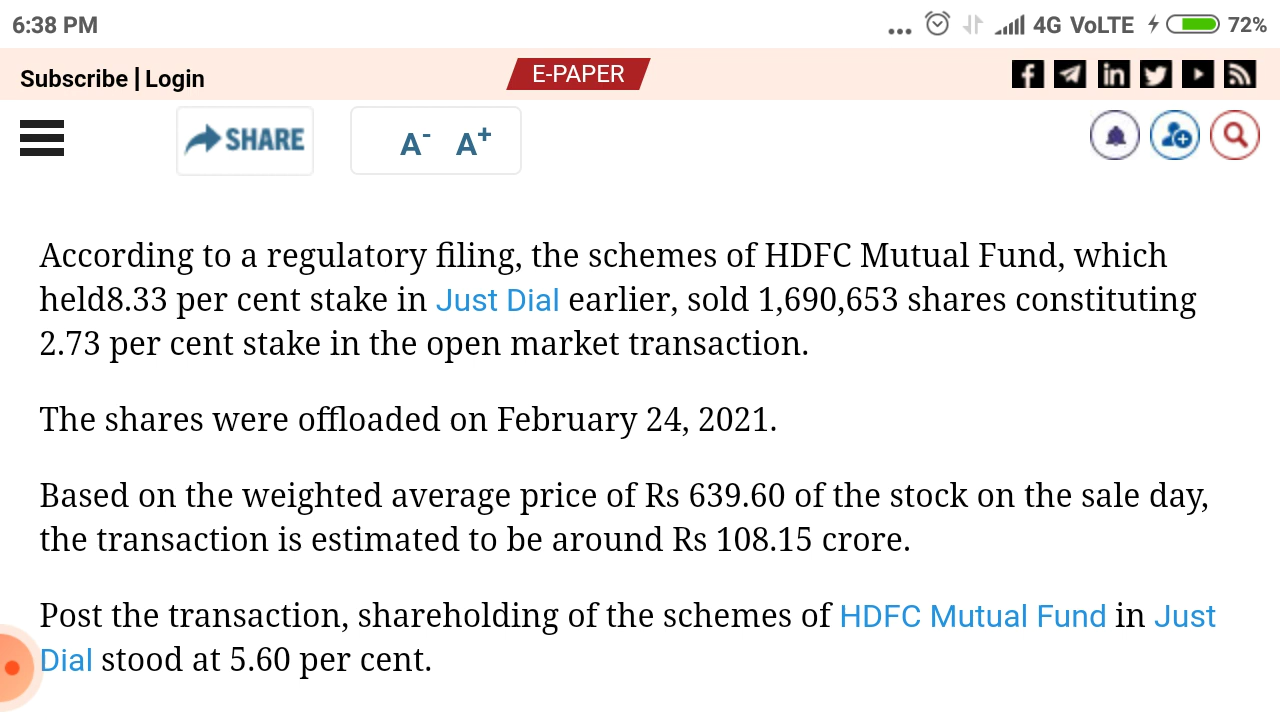 6:38 PM ... 4G VoLTE 72%
Subscribe | Login E-PAPER
SHARE A- A+
According to a regulatory filing, the schemes of HDFC Mutual Fund, which
held8.33 per cent stake in Just Dial earlier, sold 1,690,653 shares constituting
2.73 per cent stake in the open market transaction.
The shares were offloaded on February 24, 2021.
Based on the weighted average price of Rs 639.60 of the stock on the sale day,
the transaction is estimated to be around Rs 108.15 crore.
Post the transaction, shareholding of the schemes of HDFC Mutual Fund in Just
Dial stood at 5.60 per cent.